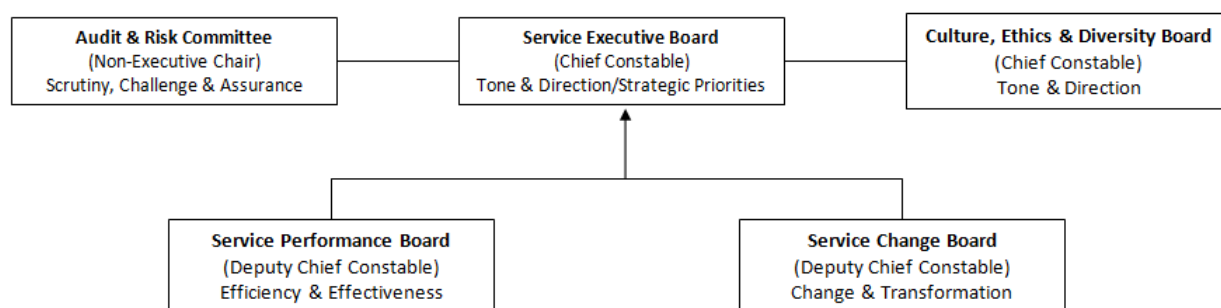 Audit & Risk Committee
(Non-Executive Chair)
Scrutiny, Challenge & Assurance
Service Executive Board
(Chief Constable)
Tone & Direction/Strategic Priorities
Culture, Ethics & Diversity Board
(Chief Constable)
Tone & Direction
Service Performance Board
(Deputy Chief Constable)
Efficiency & Effectiveness
Service Change Board
(Deputy Chief Constable)
Change & Transformation